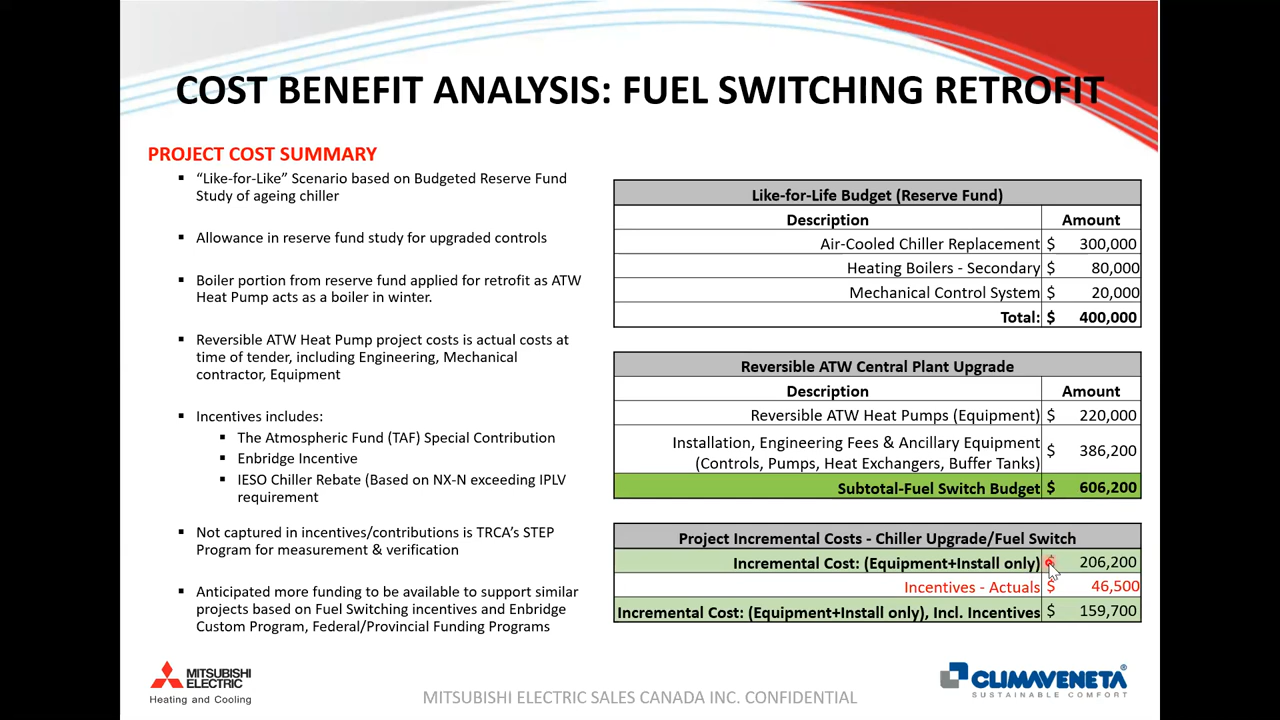 COST BENEFIT ANALYSIS: FUEL SWITCHING RETROFIT
PROJECT COST SUMMARY
▪ “Like-for-Like” Scenario based on Budgeted Reserve Fund
Study of ageing chiller
▪ Allowance in reserve fund study for upgraded controls
▪ Boiler portion from reserve fund applied for retrofit as ATW
Heat Pump acts as a boiler in winter.
▪ Reversible ATW Heat Pump project costs is actual costs at
time of tender, including Engineering, Mechanical
contractor, Equipment
▪ Incentives includes:
▪ The Atmospheric Fund (TAF) Special Contribution
▪ Enbridge Incentive
▪ IESO Chiller Rebate (Based on NX-N exceeding IPLV
requirement
▪ Not captured in incentives/contributions is TRCA’s STEP
Program for measurement & verification
▪ Anticipated more funding to be available to support similar
projects based on Fuel Switching incentives and Enbridge
Custom Program, Federal/Provincial Funding Programs
Like-for-Life Budget (Reserve Fund)
Description Amount
Air-Cooled Chiller Replacement $ 300,000
Heating Boilers - Secondary $ 80,000
Mechanical Control System $ 20,000
Total: $ 400,000
Reversible ATW Central Plant Upgrade
Description Amount
Reversible ATW Heat Pumps (Equipment) $ 220,000
Installation, Engineering Fees & Ancillary Equipment
(Controls, Pumps, Heat Exchangers, Buffer Tanks) $ 386,200
Subtotal-Fuel Switch Budget $ 606,200
Project Incremental Costs - Chiller Upgrade/Fuel Switch
Incremental Cost: (Equipment+Install only) $ 206,200
Incentives - Actuals $ 46,500
Incremental Cost: (Equipment+Install only), Incl. Incentives $ 159,700
MITSUBISHI
ELECTRIC
Heating and Cooling
MITSUBISHI ELECTRIC SALES CANADA INC. CONFIDENTIAL
CLIMAVENETA
SUSTAINABLE COMFORT